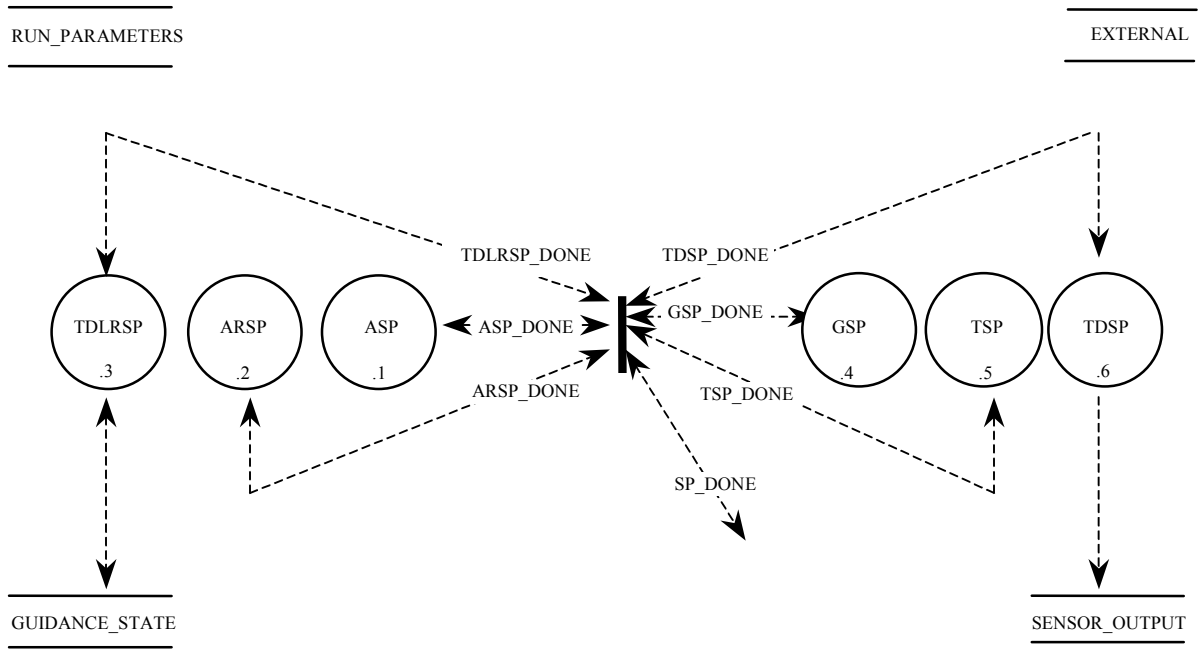 RUN_PARAMETERS
EXTERNAL
TDLRSP_DONE
TDSP_DONE
TDLRSP
.3
ARSP
.2
ASP
.1
ASP_DONE
GSP_DONE
GSP
.4
TSP
.5
TDSP
.6
ARSP_DONE
TSP_DONE
SP_DONE
GUIDANCE_STATE
SENSOR_OUTPUT